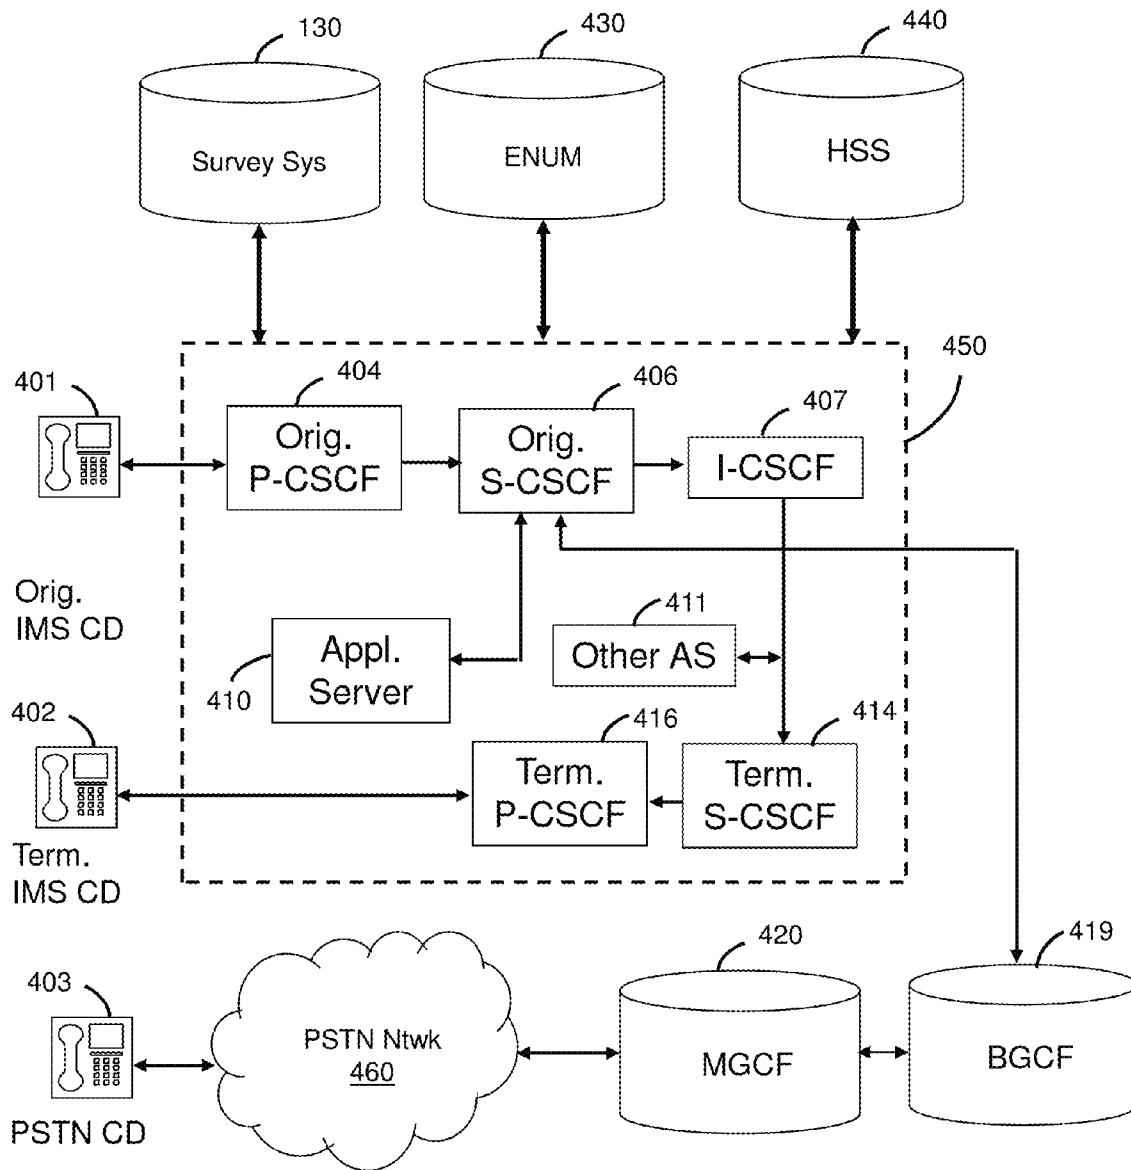 130
430
440
Survey Sys
ENUM
HSS
450
401
404
406
407
Orig.
P-CSCF
Orig.
S-CSCF
I-CSCF
Orig.
IMS CD
411
Other AS
Appl.
Server
410
402
416
414
Term.
P-CSCF
Term.
S-CSCF
Term.
IMS CD
420
419
403
PSTN Ntwk
460
MGCF
BGCF
PSTN CD